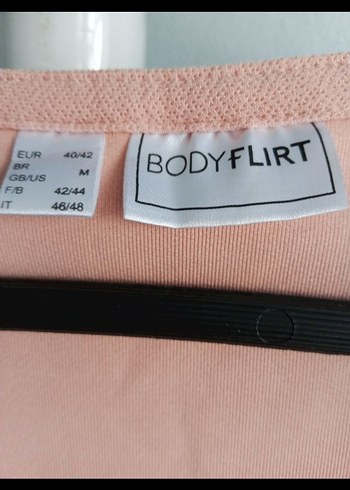 EUR 40/42
BR M
GB/US
F/B 42/44
IT 46/48
BODYFLIRT